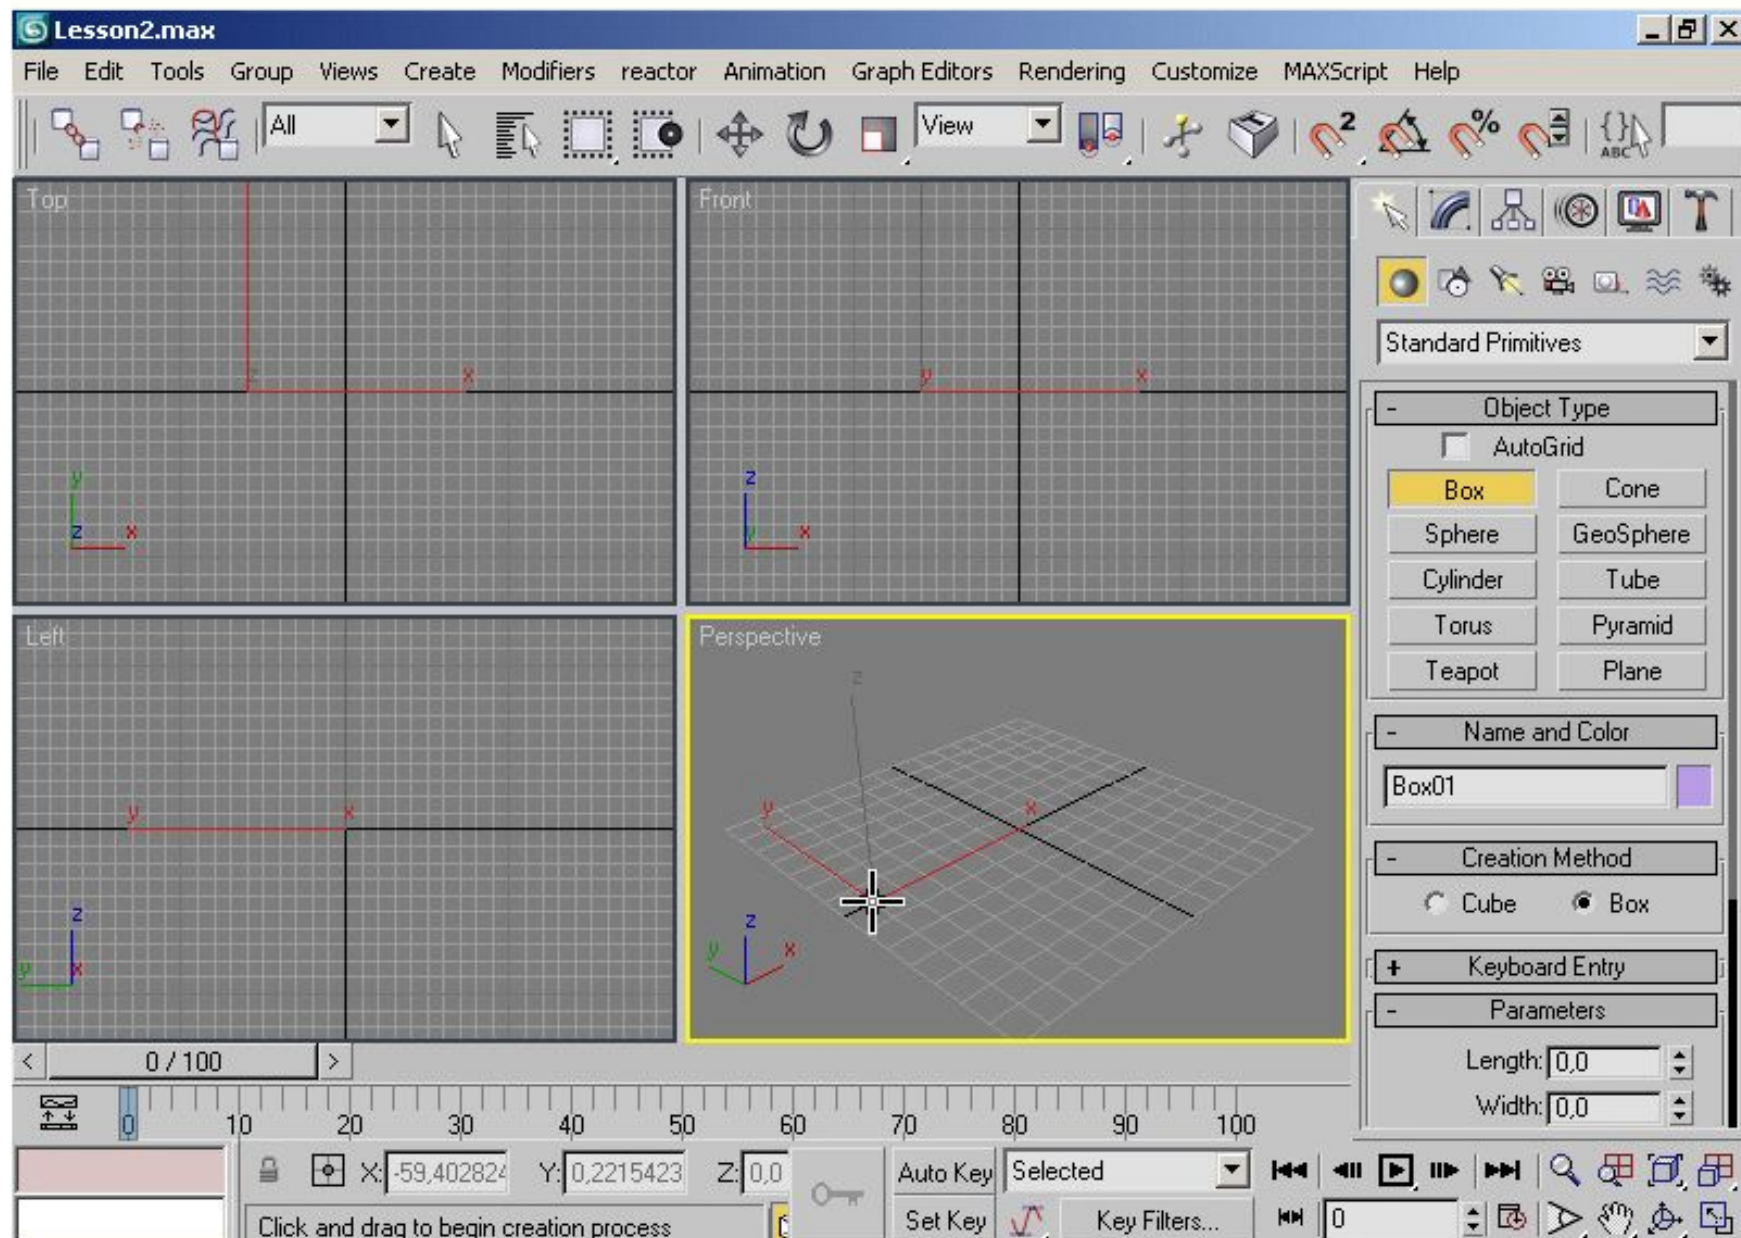 Lesson2.max
File Edit Tools Group Views Create Modifiers reactor Animation Graph Editors Rendering Customize MAXScript Help
All
View
2
%
{}
ABC
Top
z
x
y
z
x
Front
y
x
z
y
x
Left
y
x
z
y
x
Perspective
z
y
x
z
y
x
Standard Primitives
- Object Type
AutoGrid
Box Cone
Sphere GeoSphere
Cylinder Tube
Torus Pyramid
Teapot Plane
- Name and Color
Box01
- Creation Method
Cube Box
+ Keyboard Entry
- Parameters
Length: 0,0
Width: 0,0
< 0 / 100 >
0 10 20 30 40 50 60 70 80 90 100
X: -59,402824 Y: 0,2215423 Z: 0,0
Auto Key Selected
Click and drag to begin creation process
Set Key Key Filters... 0